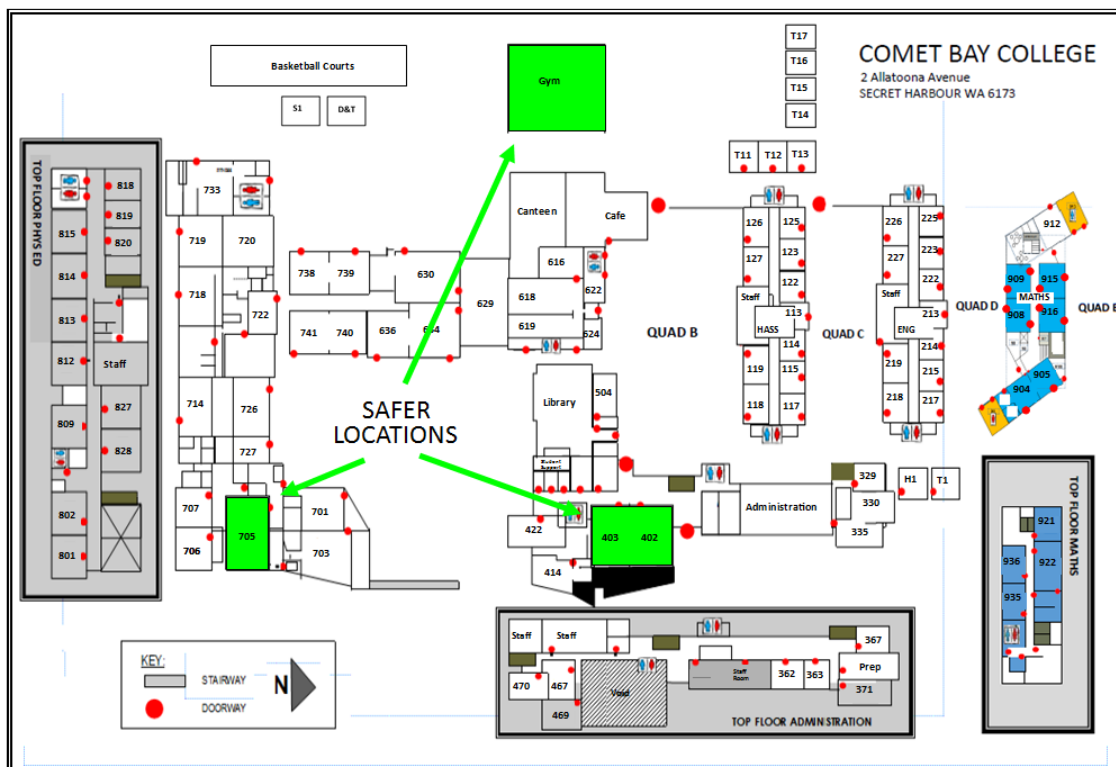 COMET BAY COLLEGE
2 Allatoona Avenue
SECRET HARBOUR WA 6173
T17
T16
T15
T14
Basketball Courts
Gym
S1
D&T
T11
T12
T13
TOP FLOOR PHYS ED
818
819
820
815
814
813
812
Staff
809
827
828
802
801
733
719
720
718
722
714
726
727
707
706
705
701
703
738
739
630
741
740
636
629
Canteen
Cafe
616
618
622
619
624
QUAD B
126
125
127
123
122
Staff
113
HASS
114
119
115
118
117
QUAD C
226
225
227
223
222
Staff
213
ENG
214
219
215
218
217
QUAD D
912
909
915
MATHS
908
916
905
904
QUAD E
SAFER
LOCATIONS
Library
504
Student
Support
422
403
402
414
Administration
329
330
335
H1
T1
TOP FLOOR MATHS
921
936
922
935
Staff
Staff
470
467
469
Void
Staff
Room
362
363
367
Prep
371
TOP FLOOR ADMINISTRATION
KEY:
STAIRWAY
DOORWAY
N